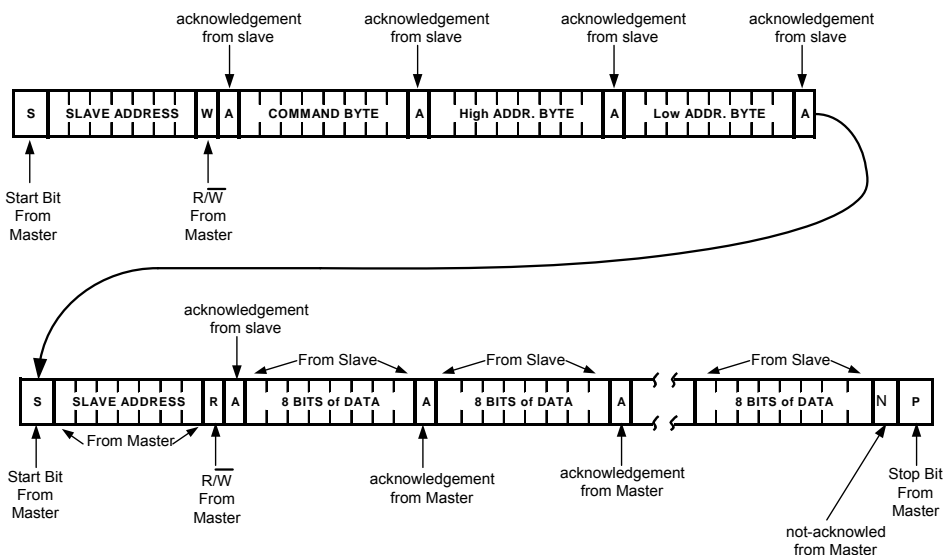 acknowledgement acknowledgement acknowledgement acknowledgement
from slave from slave from slave from slave
S SLAVE ADDRESS W A COMMAND BYTE A High ADDR. BYTE A Low ADDR. BYTE A
Start Bit R/W
From From
Master Master
acknowledgement
from slave
From Slave From Slave From Slave
S SLAVE ADDRESS R A 8 BITS of DATA A 8 BITS of DATA A 8 BITS of DATA N P
From Master
Start Bit R/W acknowledgement acknowledgement Stop Bit
From From from Master from Master From
Master Master Master
not-acknowled
from Master